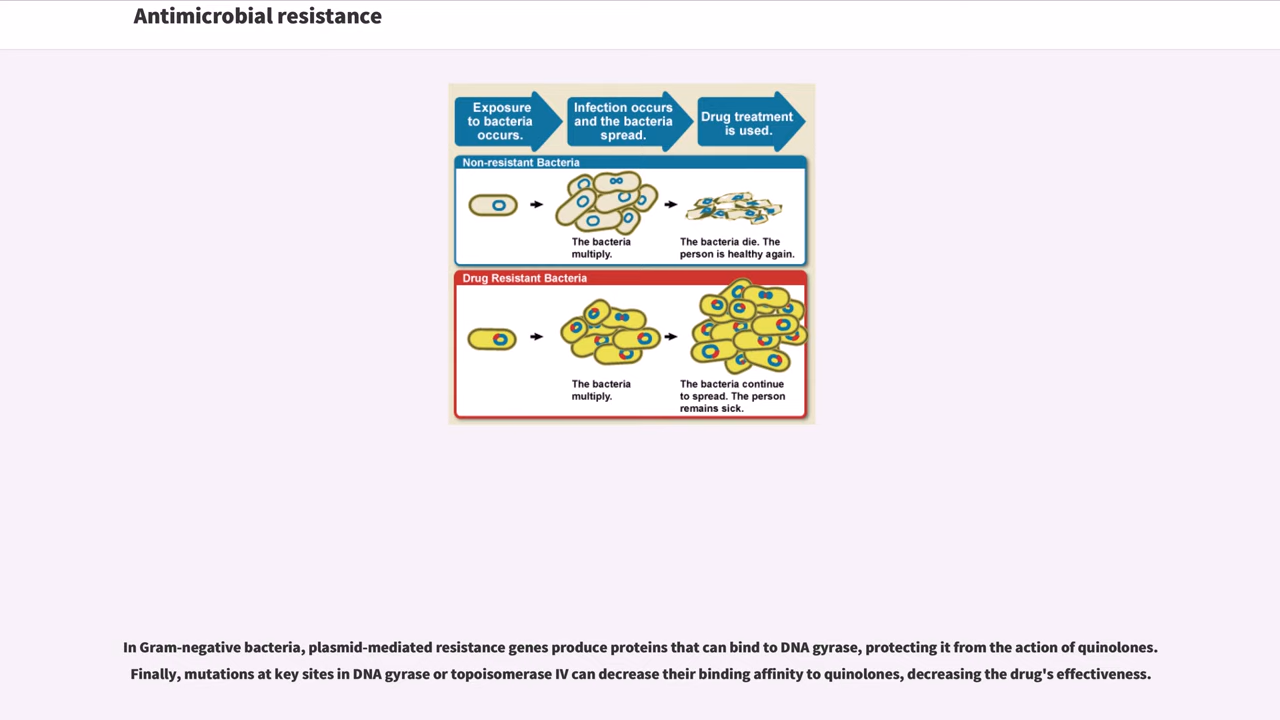 Antimicrobial resistance
Exposure
to bacteria
occurs.
Infection occurs
and the bacteria
spread.
Drug treatment
is used.
Non-resistant Bacteria
The bacteria
multiply.
The bacteria die. The
person is healthy again.
Drug Resistant Bacteria
The bacteria
multiply.
The bacteria continue
to spread. The person
remains sick.
In Gram-negative bacteria, plasmid-mediated resistance genes produce proteins that can bind to DNA gyrase, protecting it from the action of quinolones.
Finally, mutations at key sites in DNA gyrase or topoisomerase IV can decrease their binding affinity to quinolones, decreasing the drug's effectiveness.